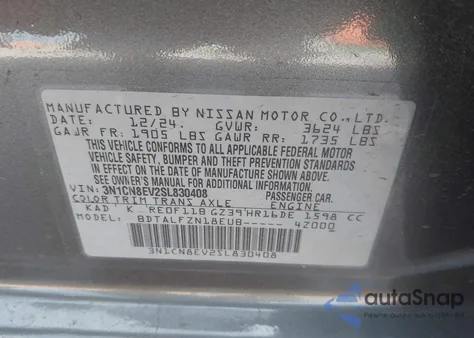 MANUFACTURED BY NISSAN MOTOR CO., LTD.
DATE: 12/24. GVWR: 3624 LBS
GAWR FR: 1905 LBS GAWR RR: 1735 LBS
THIS VEHICLE CONFORMS TO ALL APPLICABLE FEDERAL MOTOR
VEHICLE SAFETY, BUMPER AND THEFT PREVENTION STANDARDS
IN EFFECT ON THE DATE OF MANUFACTURE SHOWN ABOVE.
SEE OWNER'S MANUAL FOR ADDITIONAL INFORMATION
VIN: 3N1CN8EV2SL830408 PASSENGER CAR.
COLOR TRIM TRANS AXLE ENGINE
KAD K RE0F11B GZ39 HR16DE 1598 CC
MODEL: BDTALFZN18EUB----- 42000
3N1CN8EV2SL830408
autoSnap